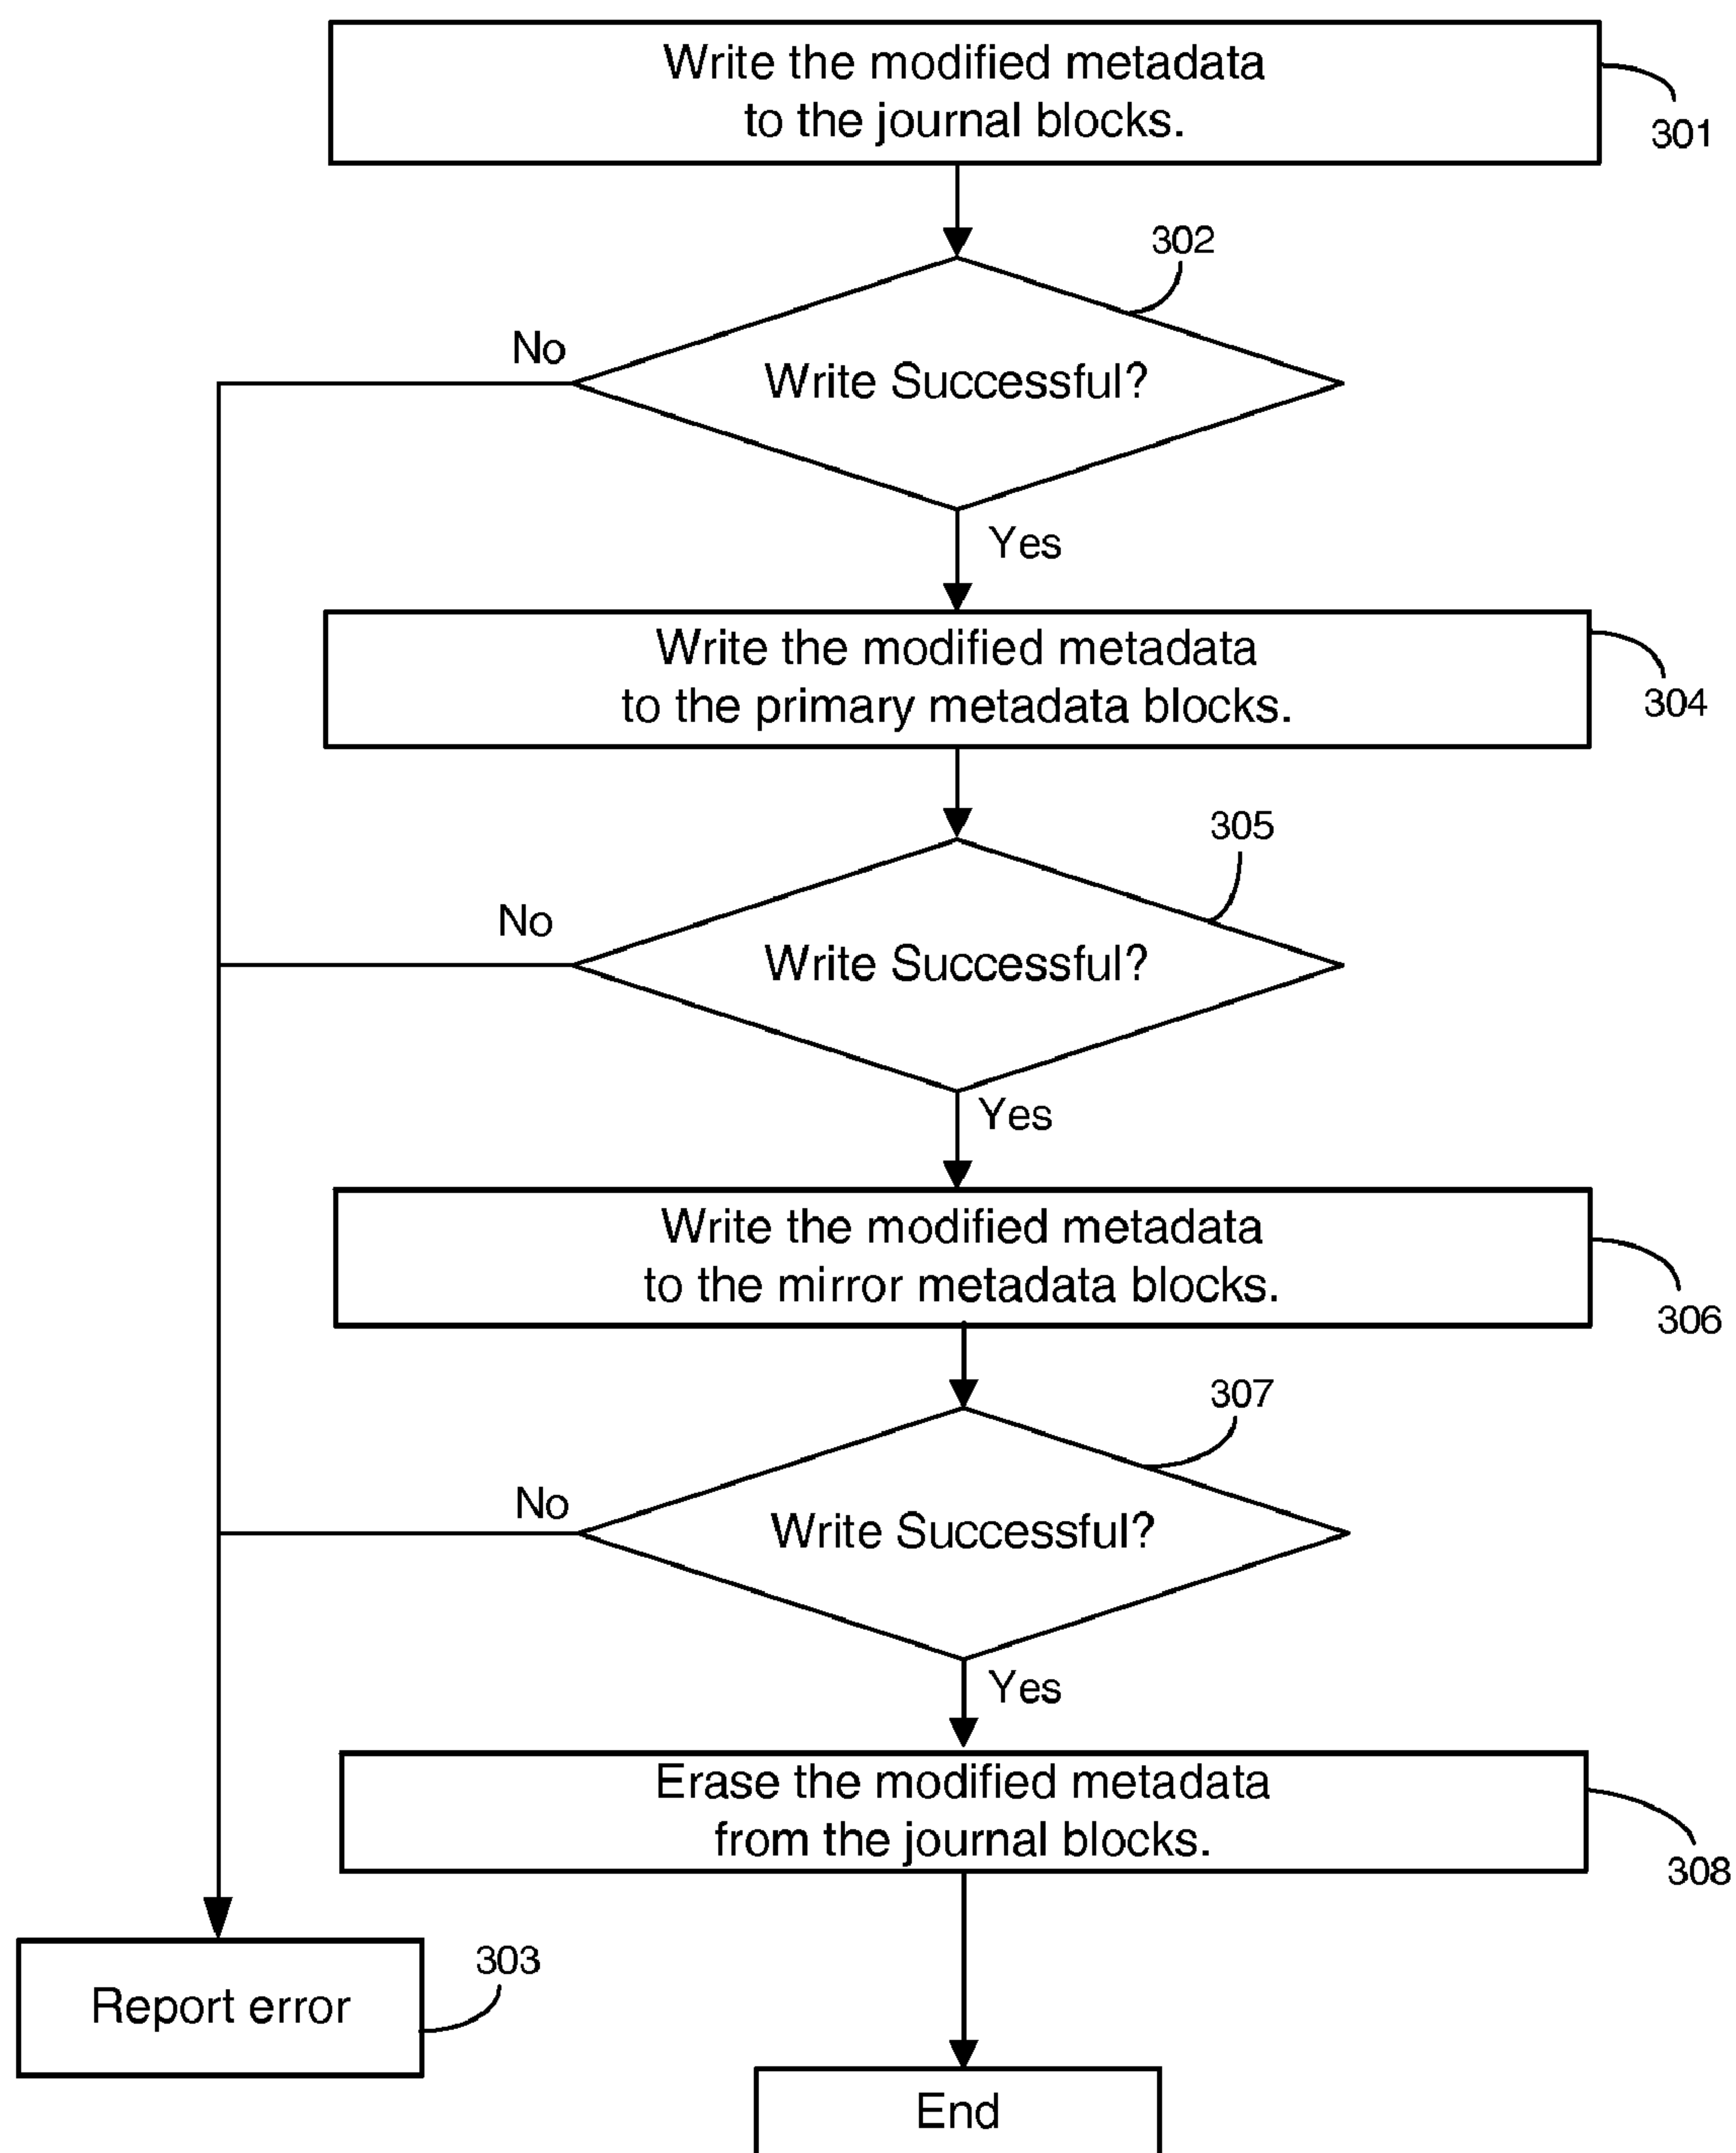 Write the modified metadata
to the journal blocks.
301
302
No
Write Successful?
Yes
Write the modified metadata
to the primary metadata blocks.
304
305
No
Write Successful?
Yes
Write the modified metadata
to the mirror metadata blocks.
306
307
No
Write Successful?
Yes
Erase the modified metadata
from the journal blocks.
308
303
Report error
End